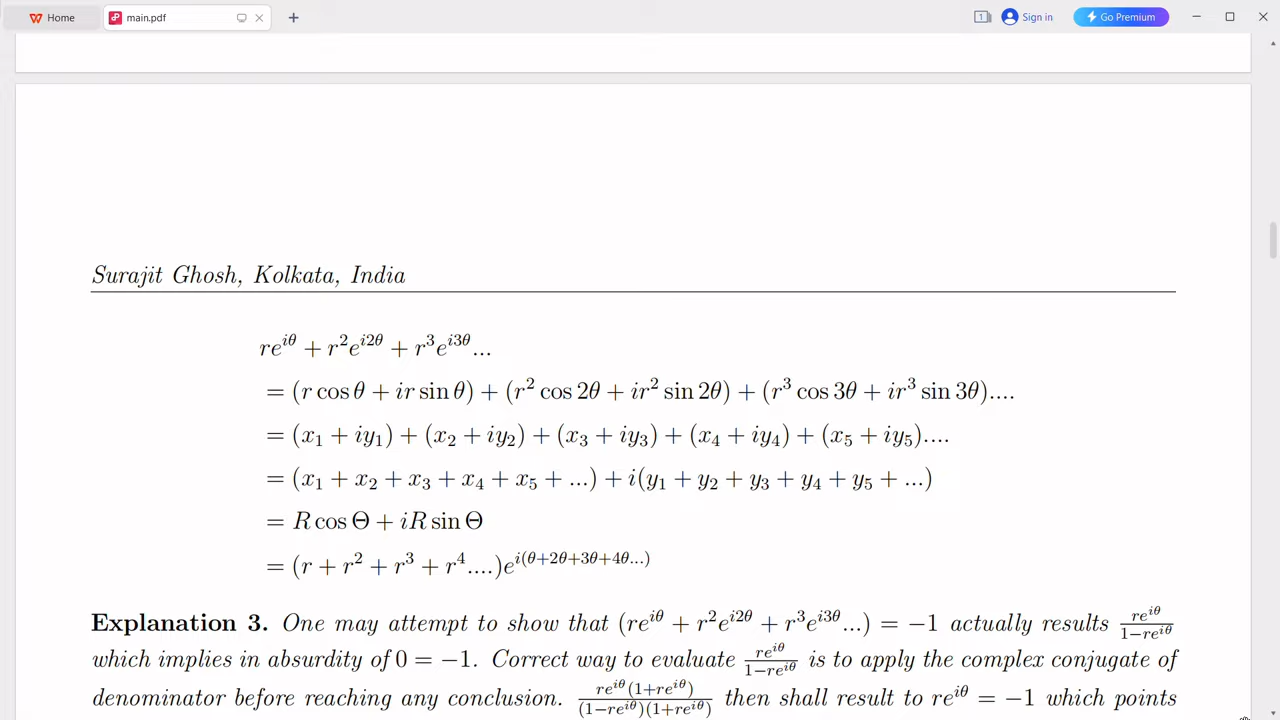 Home
main.pdf
1
Sign in
Go Premium
Surajit Ghosh, Kolkata, India
re^{iθ} + r^2e^{i2θ} + r^3e^{i3θ}...
= (r cos θ + ir sin θ) + (r^2 cos 2θ + ir^2 sin 2θ) + (r^3 cos 3θ + ir^3 sin 3θ)....
= (x_1 + iy_1) + (x_2 + iy_2) + (x_3 + iy_3) + (x_4 + iy_4) + (x_5 + iy_5)....
= (x_1 + x_2 + x_3 + x_4 + x_5 + ...) + i(y_1 + y_2 + y_3 + y_4 + y_5 + ...)
= R cos Θ + iR sin Θ
= (r + r^2 + r^3 + r^4....)e^{i(θ+2θ+3θ+4θ...)}
Explanation 3. One may attempt to show that (re^{iθ} + r^2e^{i2θ} + r^3e^{i3θ}...) = −1 actually results \frac{re^{iθ}}{1−re^{iθ}}
which implies in absurdity of 0 = −1. Correct way to evaluate \frac{re^{iθ}}{1−re^{iθ}} is to apply the complex conjugate of
denominator before reaching any conclusion. \frac{re^{iθ}(1+re^{iθ})}{(1−re^{iθ})(1+re^{iθ})} then shall result to re^{iθ} = −1 which points